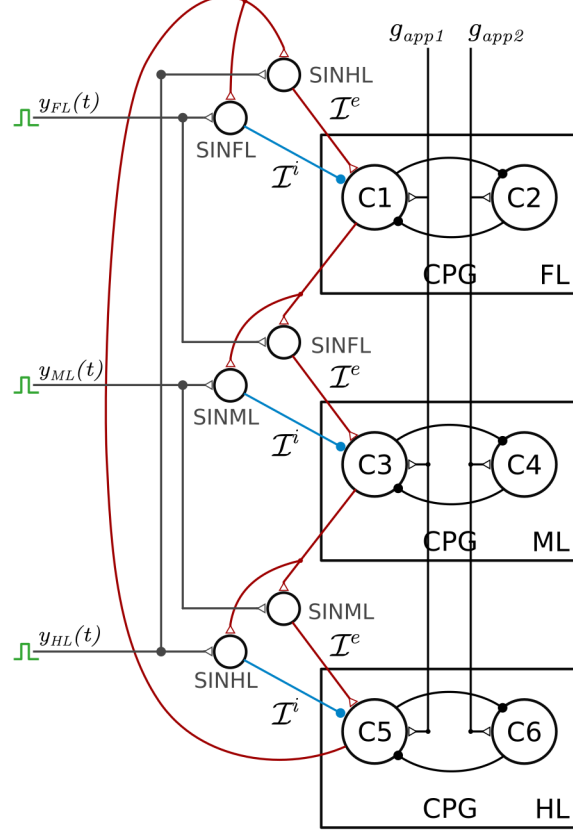 g_app1 g_app2
SINHL
y_FL(t) ℐ^e
SINFL
ℐ^i C1 C2
CPG FL
SINFL
y_ML(t) ℐ^e
SINML
ℐ^i C3 C4
CPG ML
SINML
y_HL(t) ℐ^e
SINHL
ℐ^i C5 C6
CPG HL